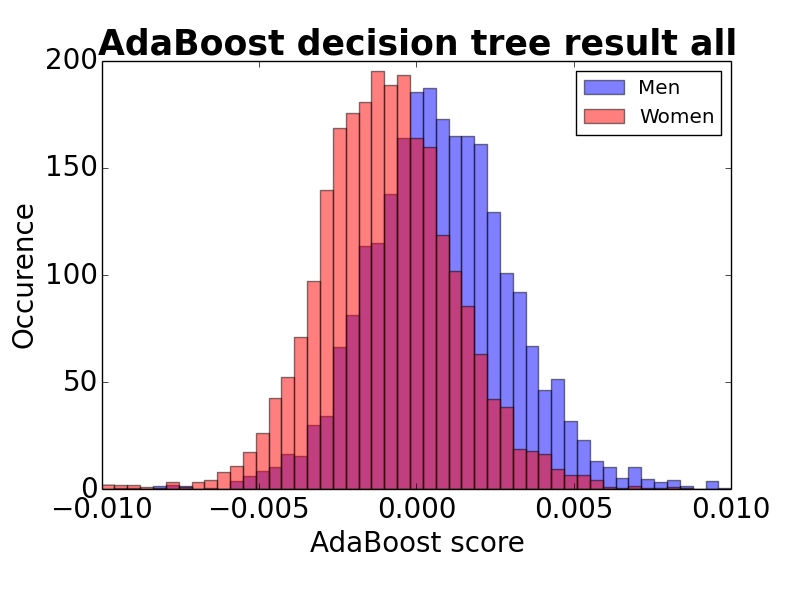 AdaBoost decision tree result all
Men
Women
200
150
100
50
0
Occurence
−0.010
−0.005
0.000
0.005
0.010
AdaBoost score